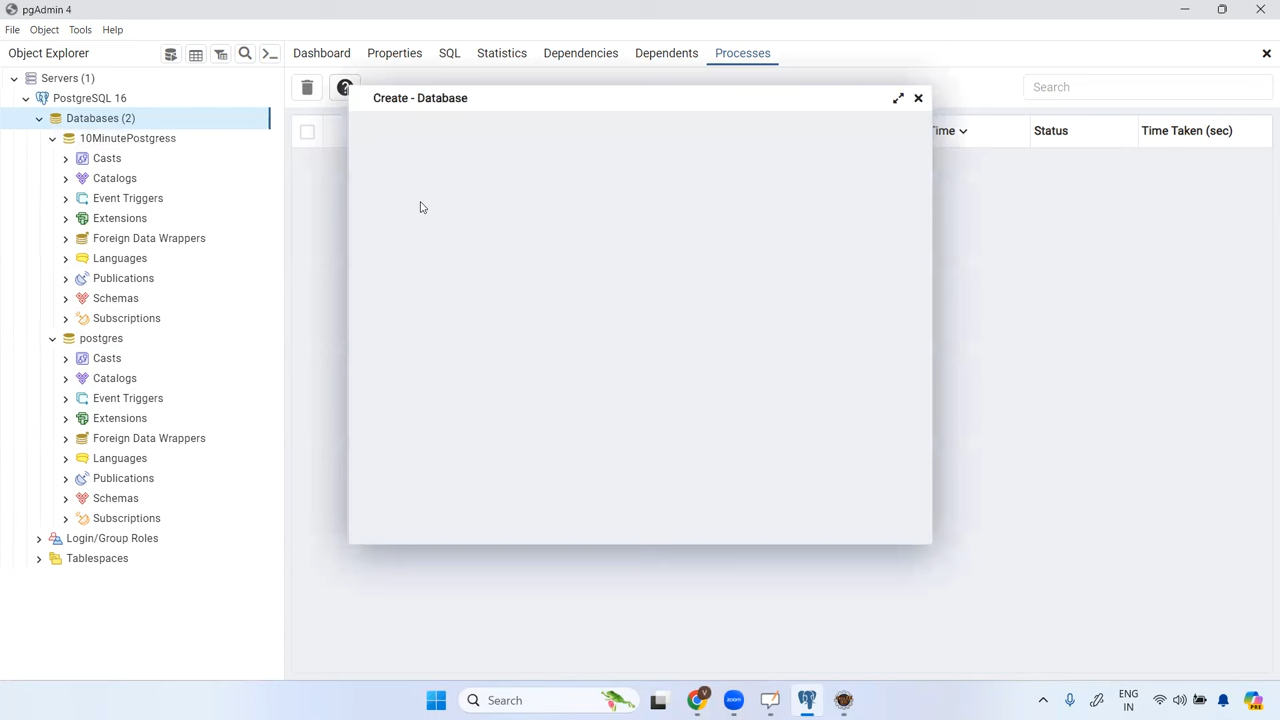 pgAdmin 4
File Object Tools Help
Object Explorer
Dashboard Properties SQL Statistics Dependencies Dependents Processes
Servers (1)
PostgreSQL 16
Databases (2)
10MinutePostgress
Casts
Catalogs
Event Triggers
Extensions
Foreign Data Wrappers
Languages
Publications
Schemas
Subscriptions
postgres
Casts
Catalogs
Event Triggers
Extensions
Foreign Data Wrappers
Languages
Publications
Schemas
Subscriptions
Login/Group Roles
Tablespaces
Search
Create - Database
Time Status Time Taken (sec)
Search
zoom
ENG
IN
PRE